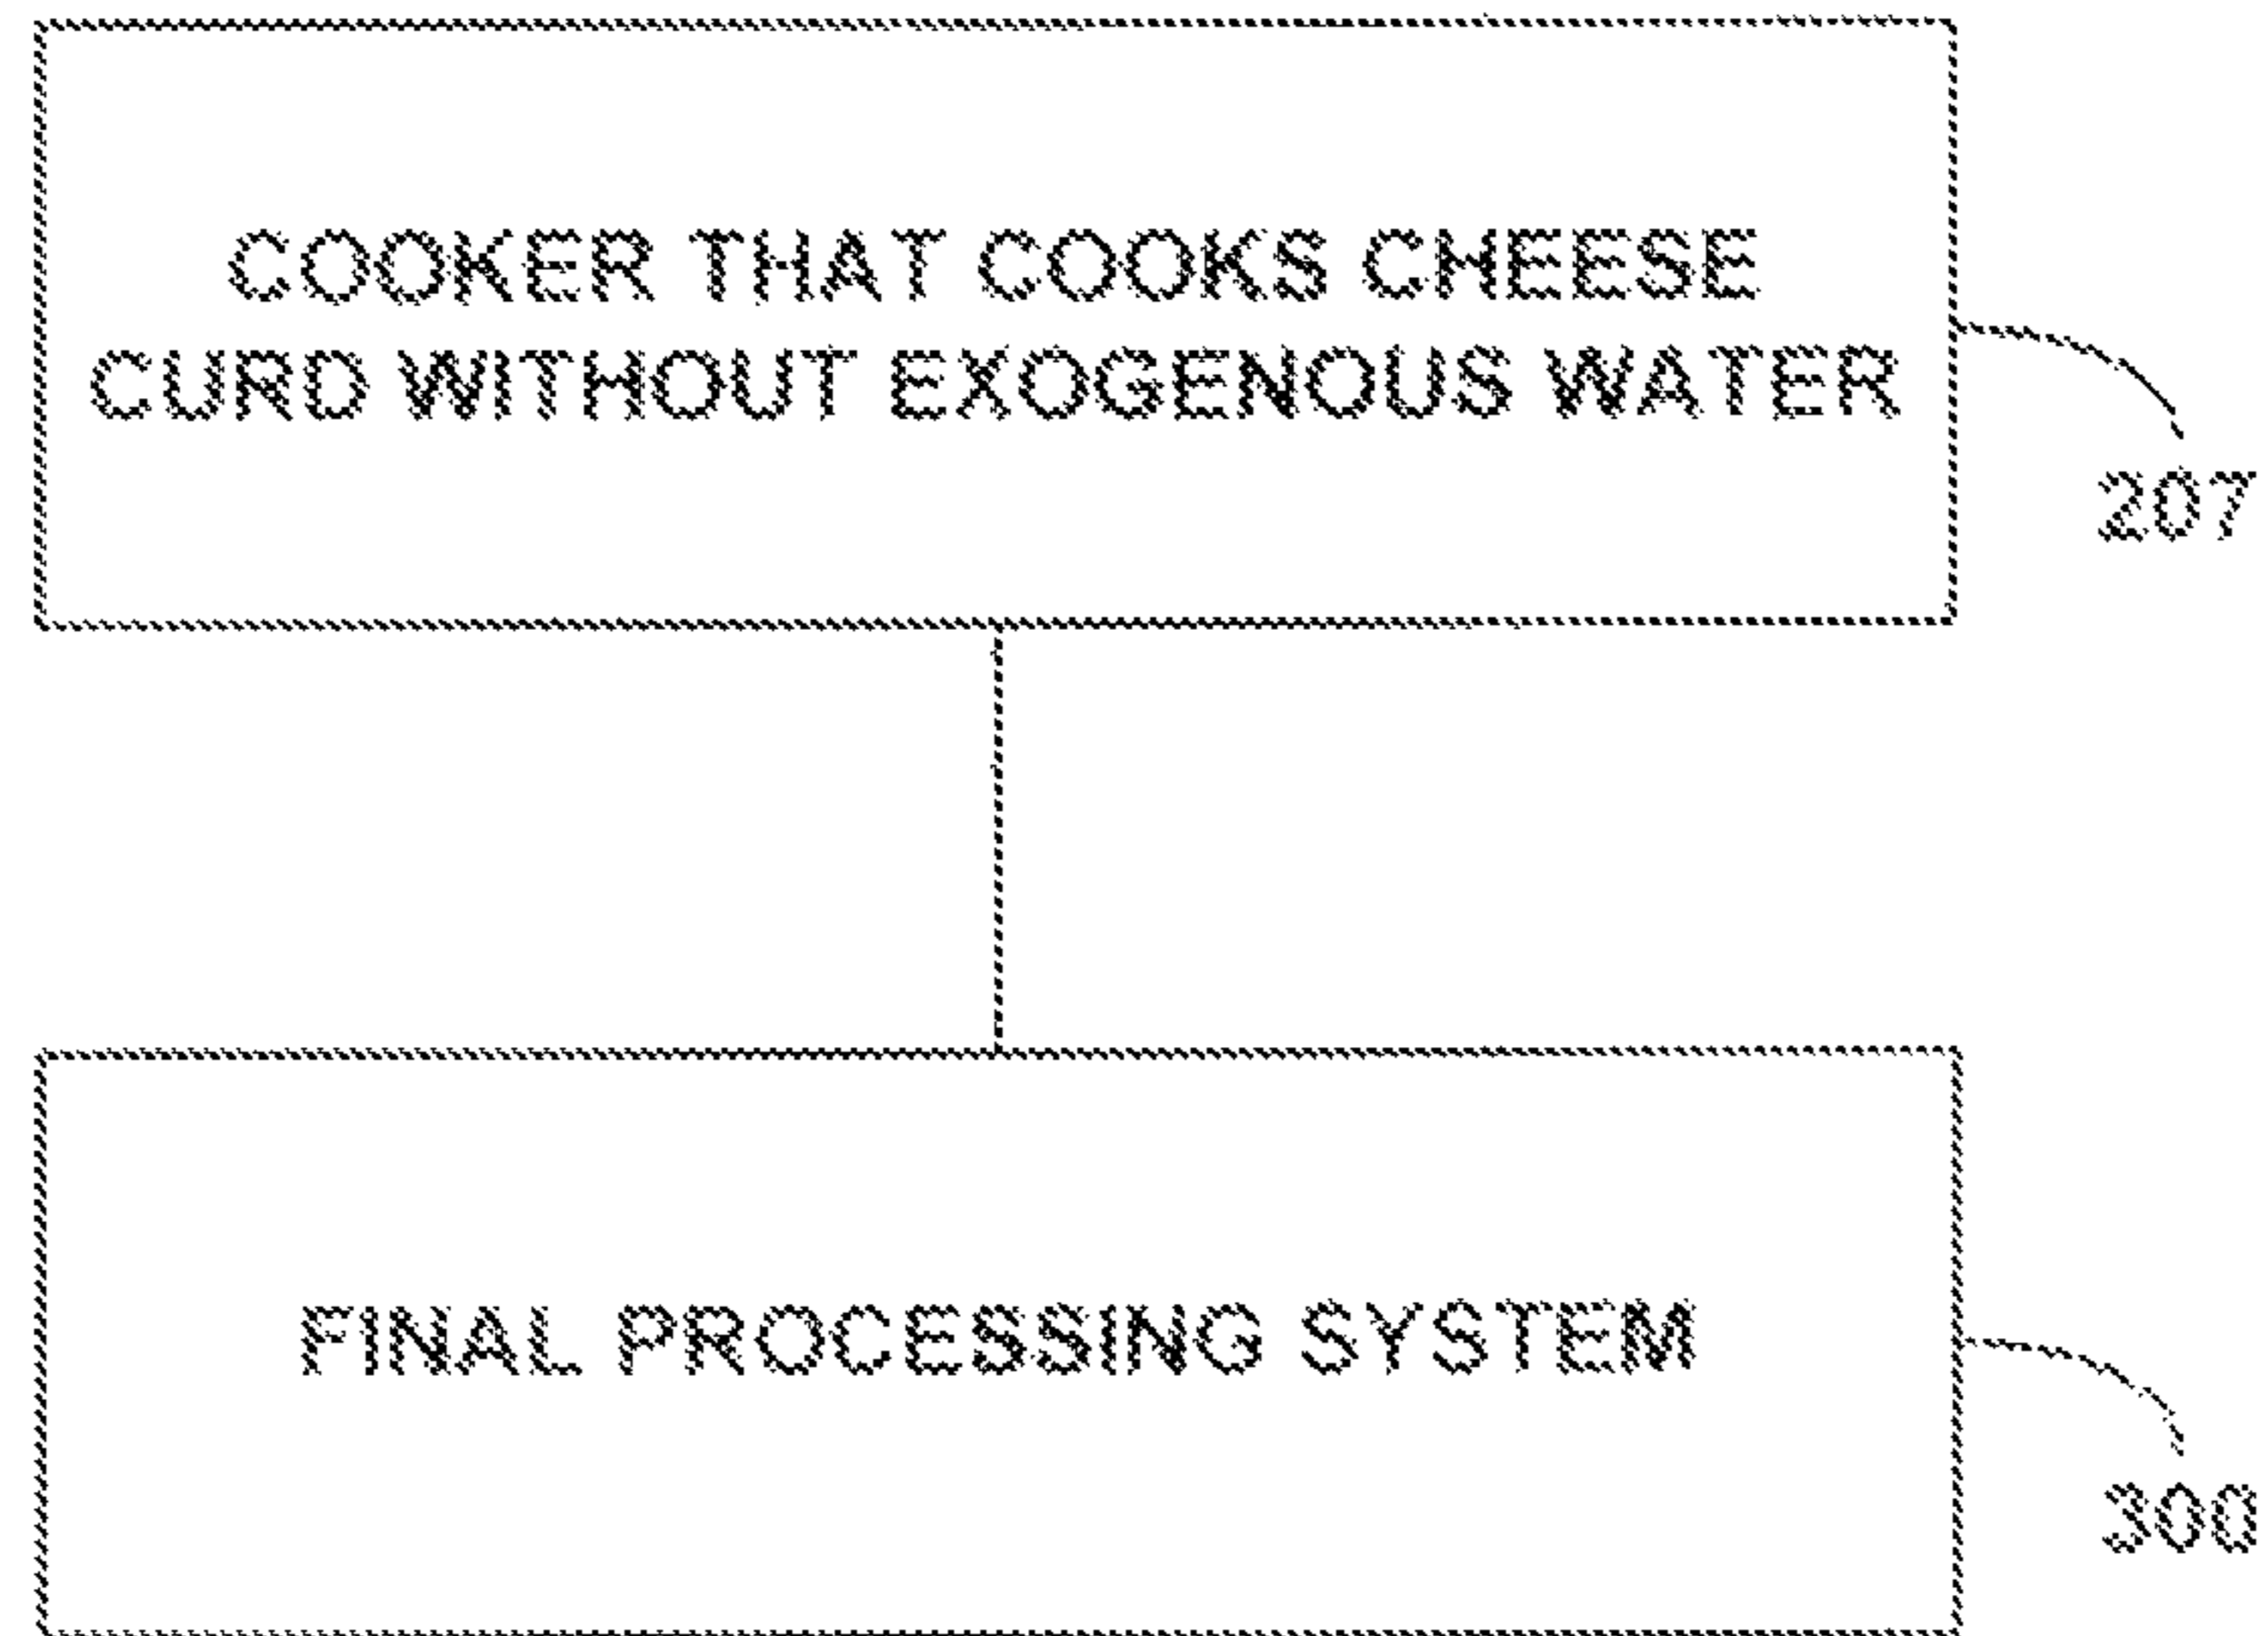 COOKER THAT COOKS CHEESE
CURD WITHOUT EXOGENOUS WATER
207
FINAL PROCESSING SYSTEM
300